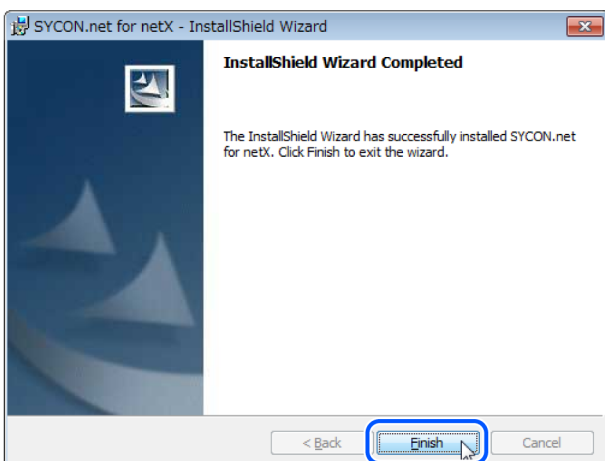 SYCON.net for netX - InstallShield Wizard
InstallShield Wizard Completed
The InstallShield Wizard has successfully installed SYCON.net
for netX. Click Finish to exit the wizard.
< Back
Finish
Cancel